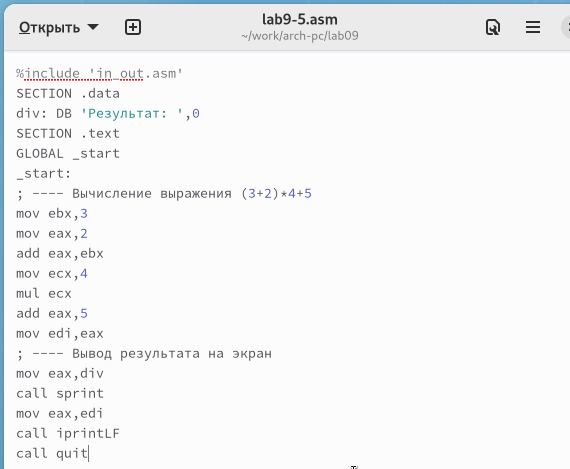 Открыть
lab9-5.asm
~/work/arch-pc/lab09
%include 'in_out.asm'
SECTION .data
div: DB 'Результат: ',0
SECTION .text
GLOBAL _start
_start:
; ---- Вычисление выражения (3+2)*4+5
mov ebx,3
mov eax,2
add eax,ebx
mov ecx,4
mul ecx
add eax,5
mov edi,eax
; ---- Вывод результата на экран
mov eax,div
call sprint
mov eax,edi
call iprintLF
call quit